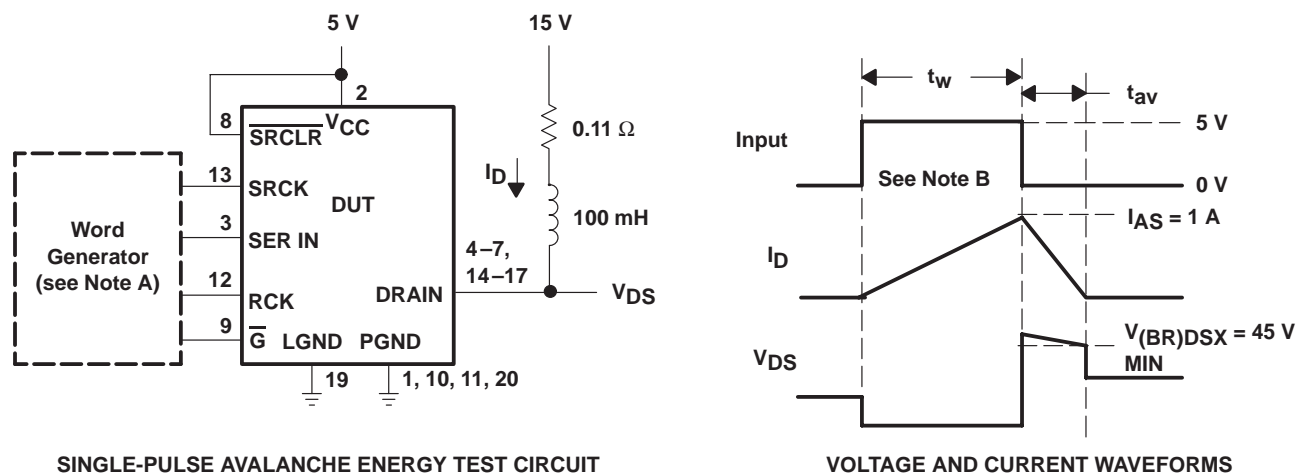 5 V
15 V
2
8
SRCLR
VCC
0.11 Ω
13
SRCK
ID
DUT
Word
Generator
(see Note A)
3
SER IN
100 mH
4–7,
14–17
12
RCK
DRAIN
VDS
9
G
LGND
PGND
19
1, 10, 11, 20
SINGLE-PULSE AVALANCHE ENERGY TEST CIRCUIT
tw
tav
5 V
Input
See Note B
0 V
IAS = 1 A
ID
V(BR)DSX = 45 V
MIN
VDS
VOLTAGE AND CURRENT WAVEFORMS